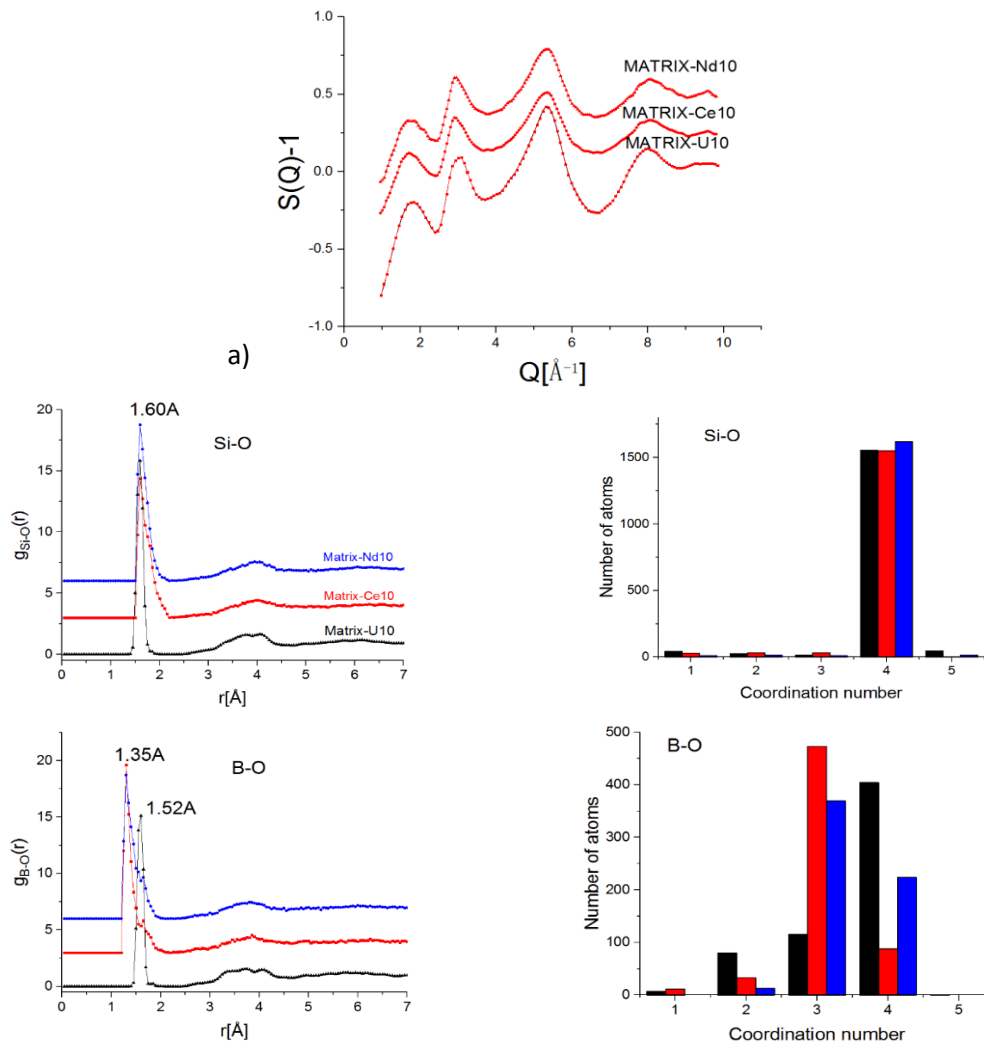 1.0
0.5
0.0
-0.5
-1.0
S(Q)-1
MATRIX-Nd10
MATRIX-Ce10
MATRIX-U10
0 2 4 6 8 10
Q[Å⁻¹]
a)
20
15
10
5
0
gSi-O(r)
1.60A
Si-O
Matrix-Nd10
Matrix-Ce10
Matrix-U10
0 1 2 3 4 5 6 7
r[Å]
1500
1000
500
0
Number of atoms
Si-O
1 2 3 4 5
Coordination number
20
15
10
5
0
gB-O(r)
1.35A
1.52A
B-O
0 1 2 3 4 5 6 7
r[Å]
500
400
300
200
100
0
Number of atoms
B-O
1 2 3 4 5
Coordination number